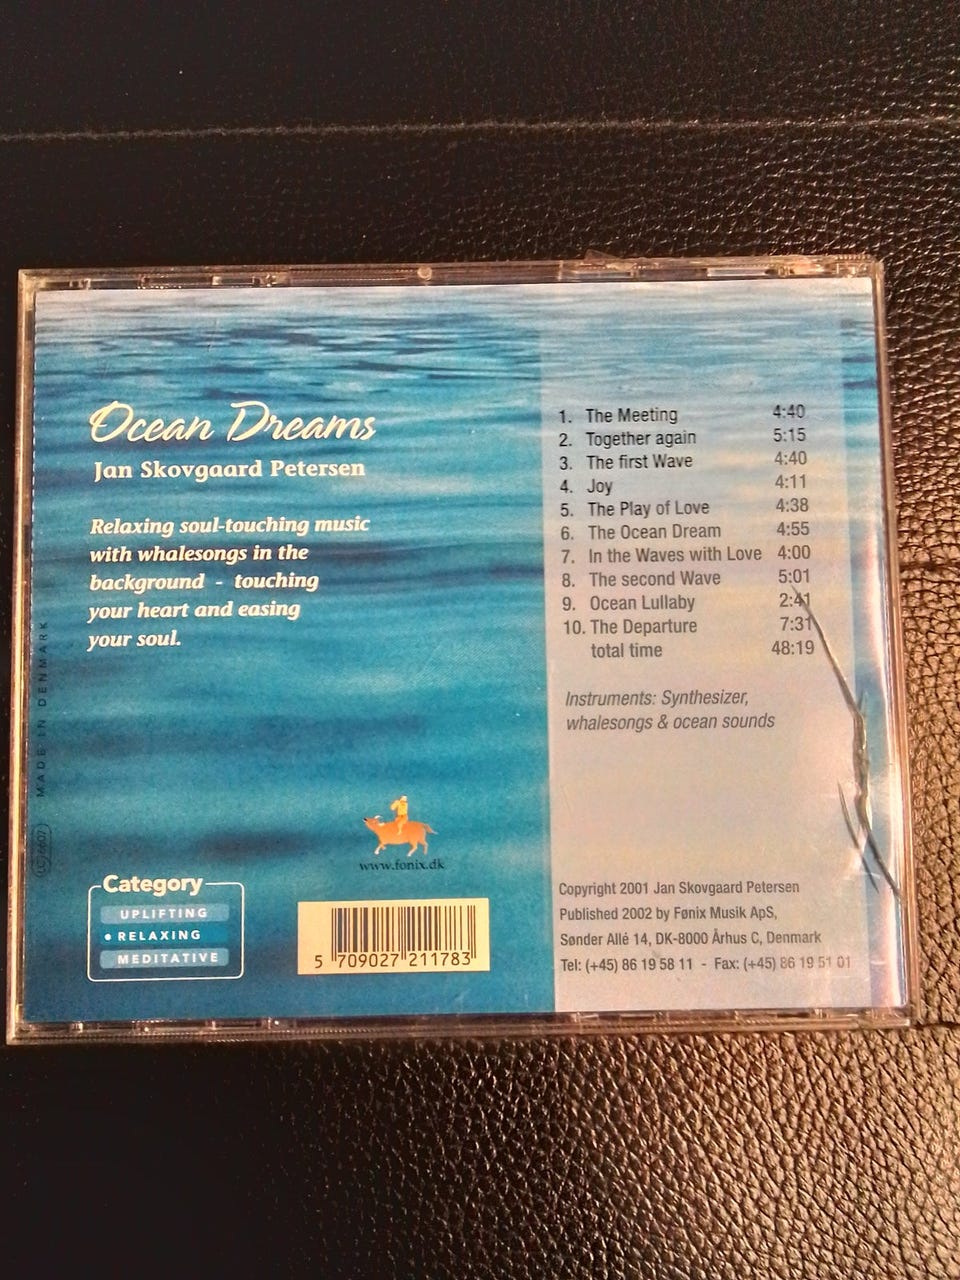 Ocean Dreams
Jan Skovgaard Petersen
Relaxing soul-touching music
with whalesongs in the
background - touching
your heart and easing
your soul.
MADE IN DENMARK
LC 6607
www.fonix.dk
Category
UPLIFTING
• RELAXING
MEDITATIVE
5 709027 211783
1. The Meeting 4:40
2. Together again 5:15
3. The first Wave 4:40
4. Joy 4:11
5. The Play of Love 4:38
6. The Ocean Dream 4:55
7. In the Waves with Love 4:00
8. The second Wave 5:01
9. Ocean Lullaby 2:41
10. The Departure 7:31
total time 48:19
Instruments: Synthesizer,
whalesongs & ocean sounds
Copyright 2001 Jan Skovgaard Petersen
Published 2002 by Fønix Musik ApS,
Sønder Allé 14, DK-8000 Århus C, Denmark
Tel: (+45) 86 19 58 11 - Fax: (+45) 86 19 51 01